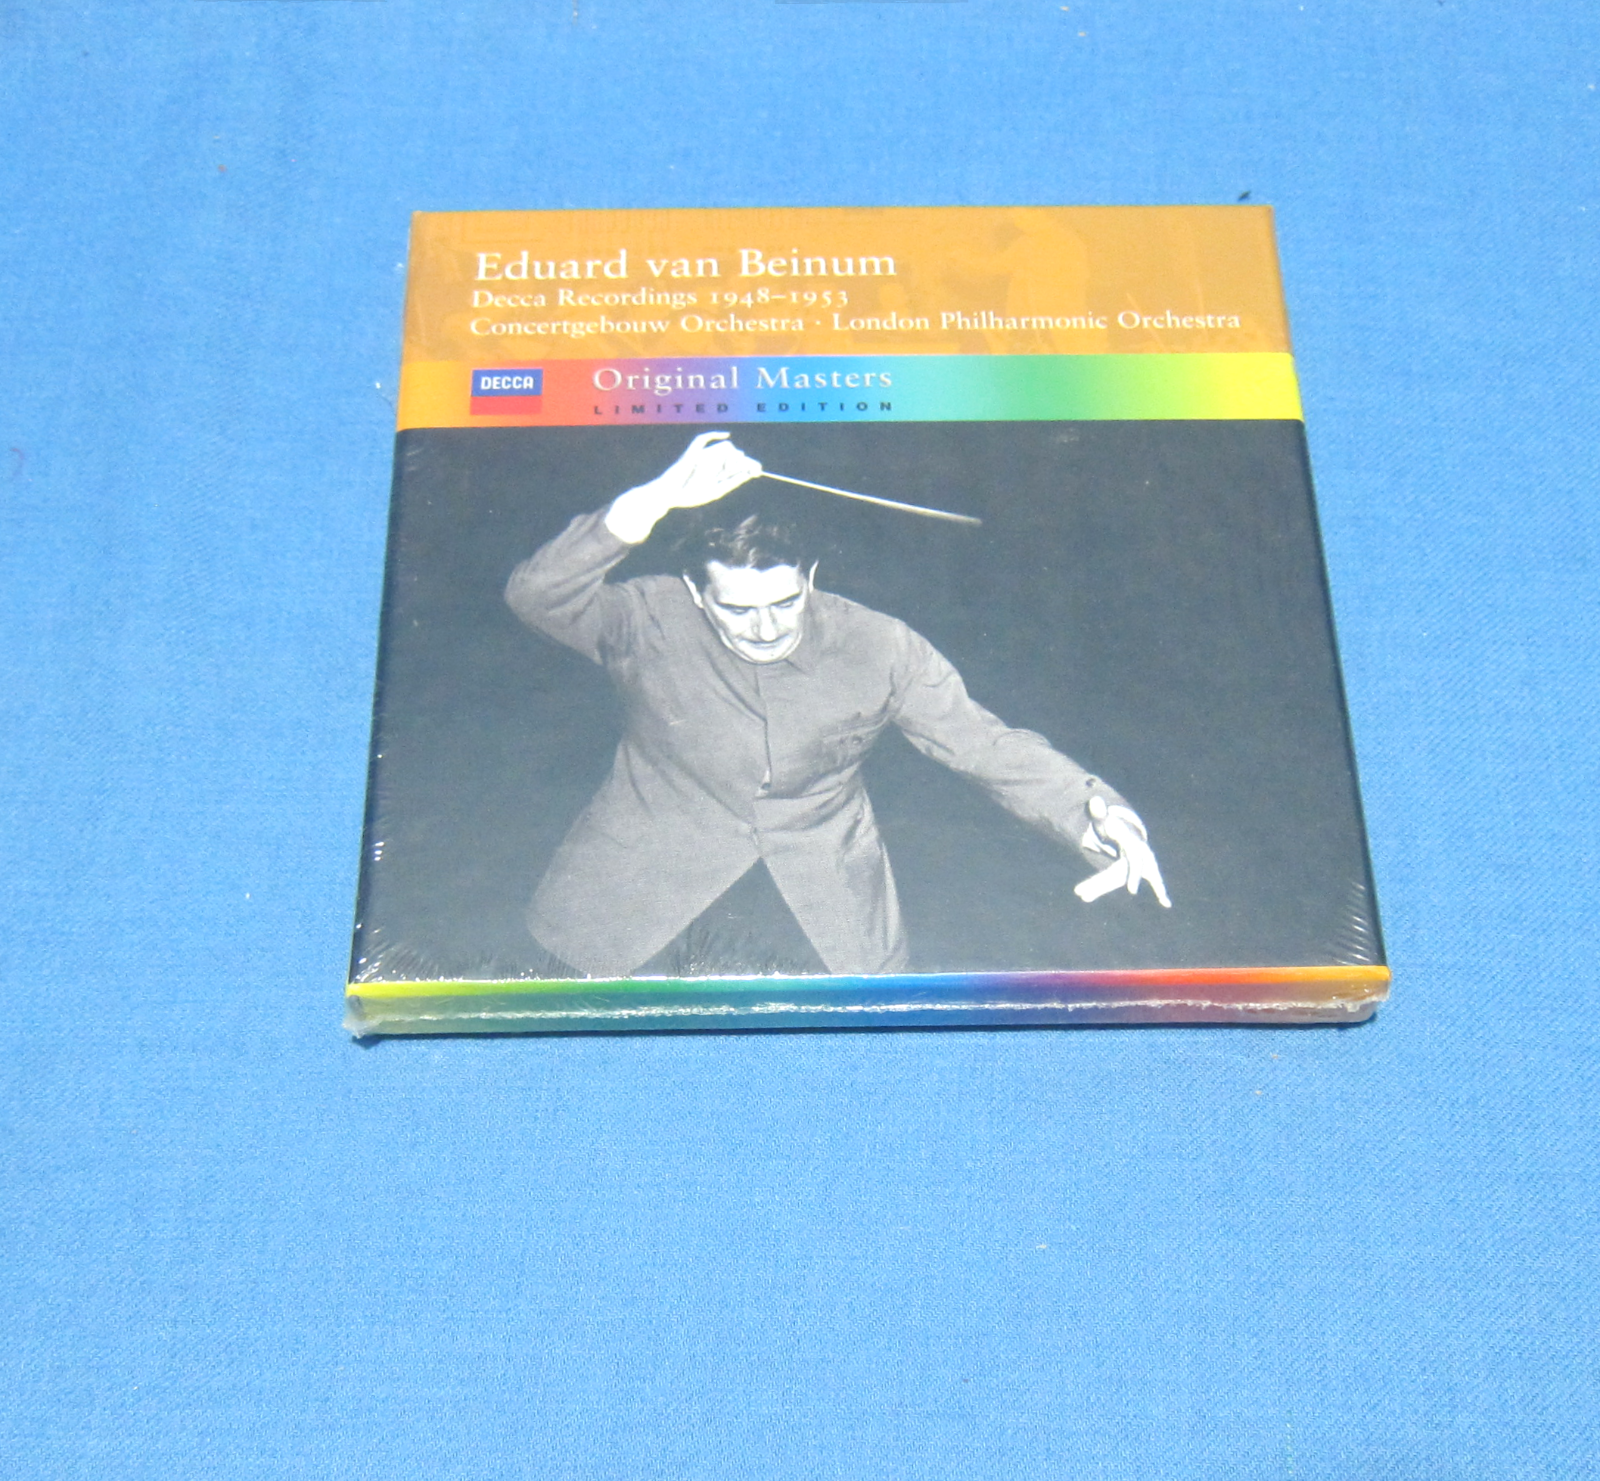 Eduard van Beinum
Decca Recordings 1948–1953
Concertgebouw Orchestra · London Philharmonic Orchestra
DECCA
Original Masters
LIMITED EDITION